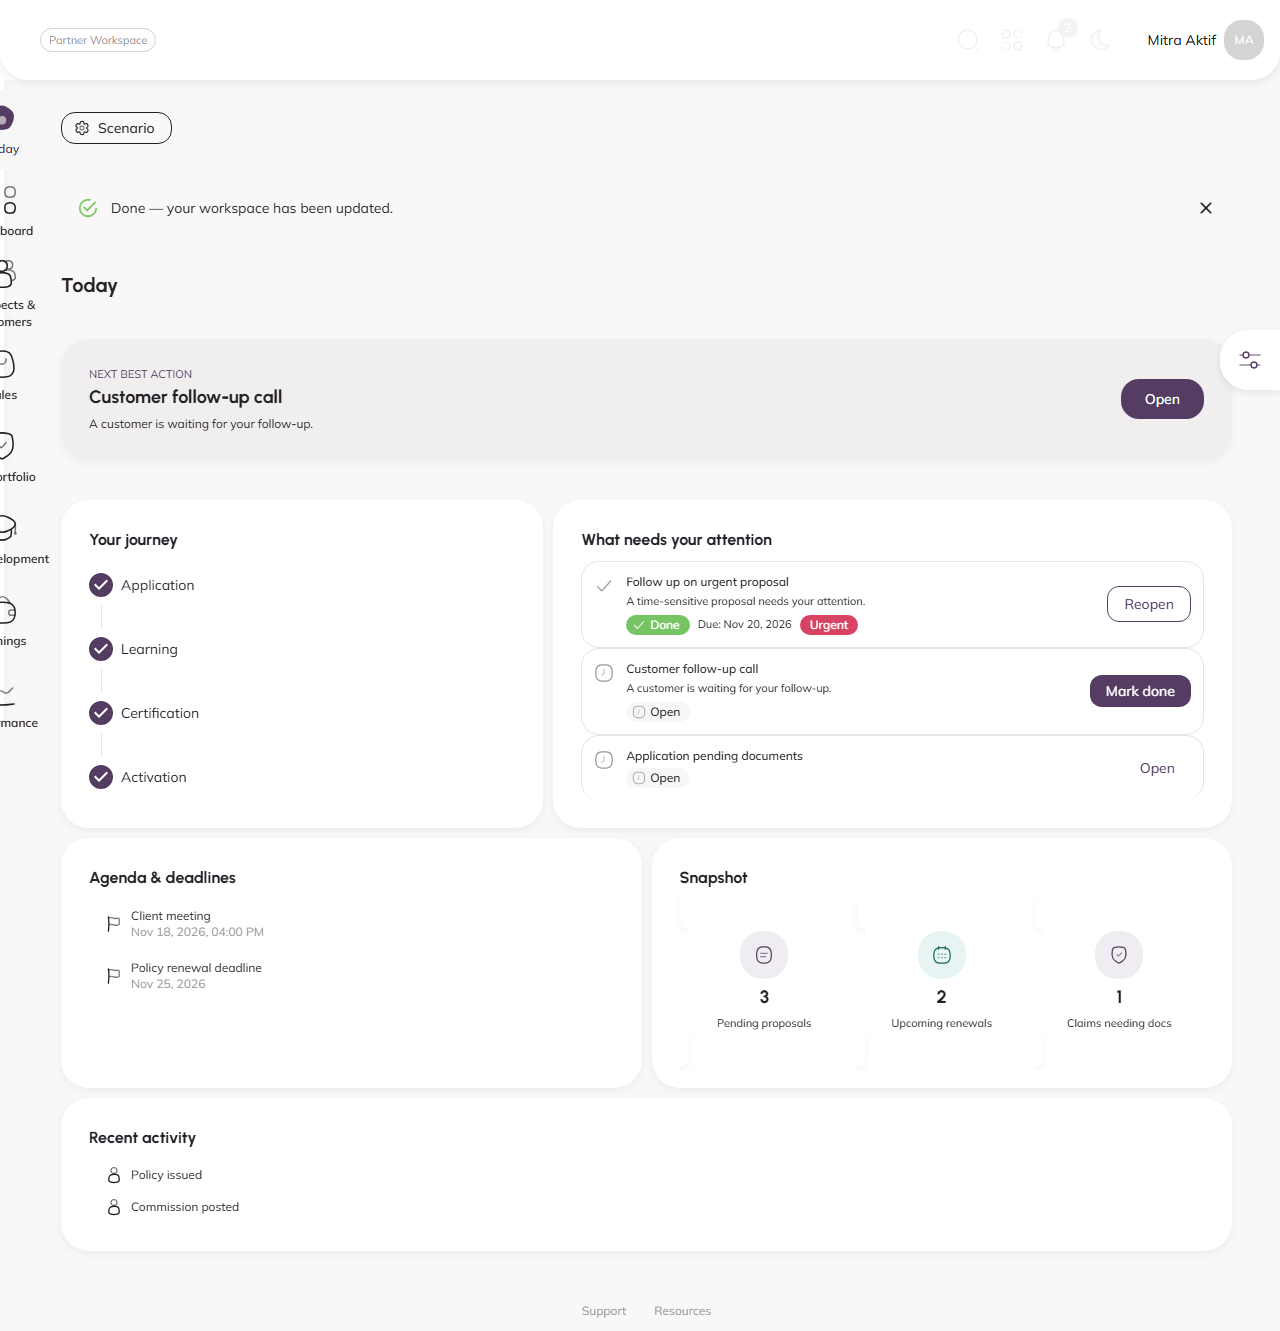 Partner Workspace
2
Mitra Aktif
MA
day
board
ects &
omers
les
rtfolio
elopment
nings
mance
Scenario
Done — your workspace has been updated.
Today
NEXT BEST ACTION
Customer follow-up call
A customer is waiting for your follow-up.
Open
Your journey
Application
Learning
Certification
Activation
What needs your attention
Follow up on urgent proposal
A time-sensitive proposal needs your attention.
Done
Due: Nov 20, 2026
Urgent
Reopen
Customer follow-up call
A customer is waiting for your follow-up.
Open
Mark done
Application pending documents
Open
Open
Agenda & deadlines
Client meeting
Nov 18, 2026, 04:00 PM
Policy renewal deadline
Nov 25, 2026
Snapshot
3
Pending proposals
2
Upcoming renewals
1
Claims needing docs
Recent activity
Policy issued
Commission posted
Support
Resources